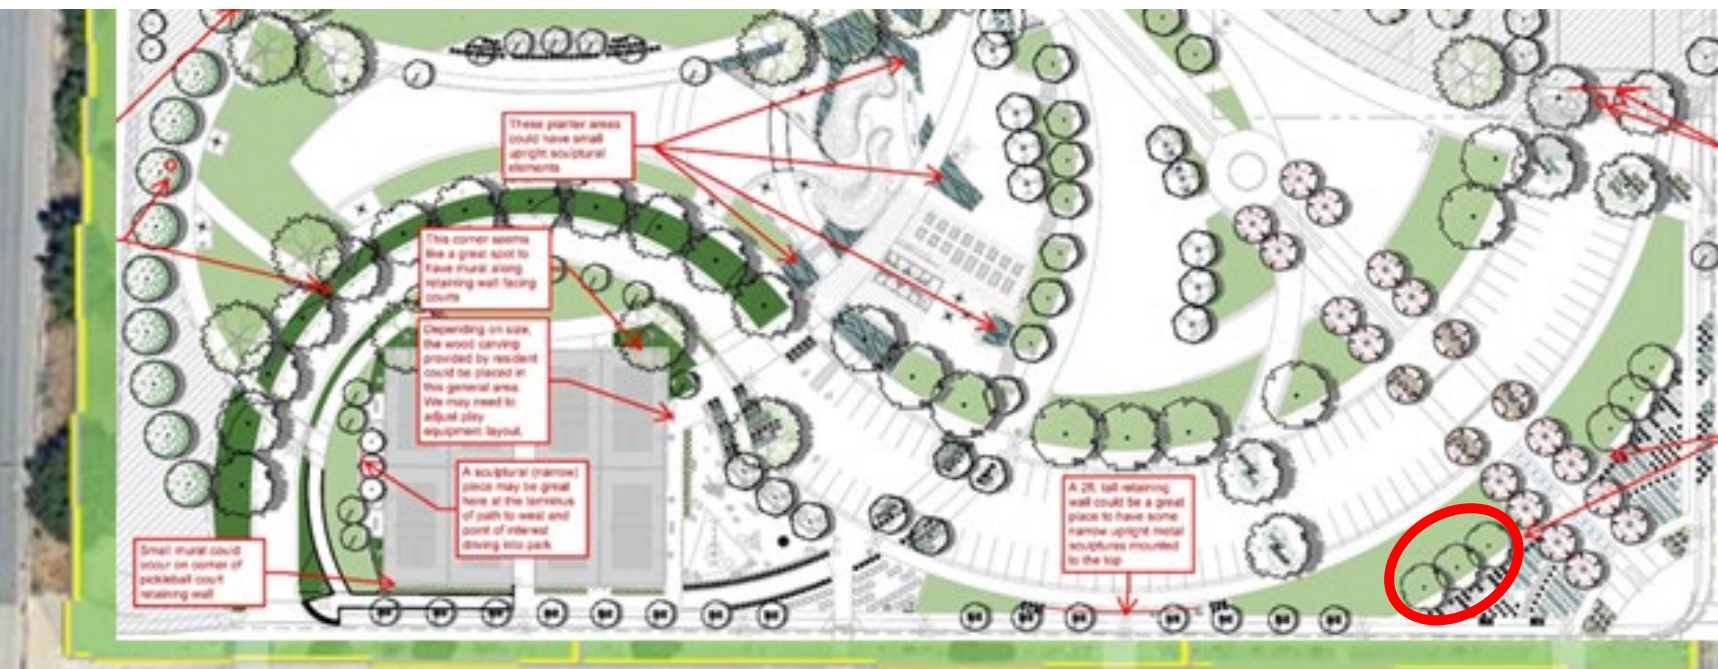 These planter areas
could have small
upright sculptural
elements
This corner seems
like a great spot to
have mural along
retaining wall facing
courts
Depending on size,
the wood carving
provided by resident
could be placed in
this general area.
We may need to
adjust play
equipment layout.
A sculptural (narrow)
piece may be great
here at the terminus
of path to west and
point of interest
driving into park
Small mural could
occur on corner of
pickleball court
retaining wall
A 2ft. tall retaining
wall could be a great
place to have some
narrow upright metal
sculptures mounted
to the top